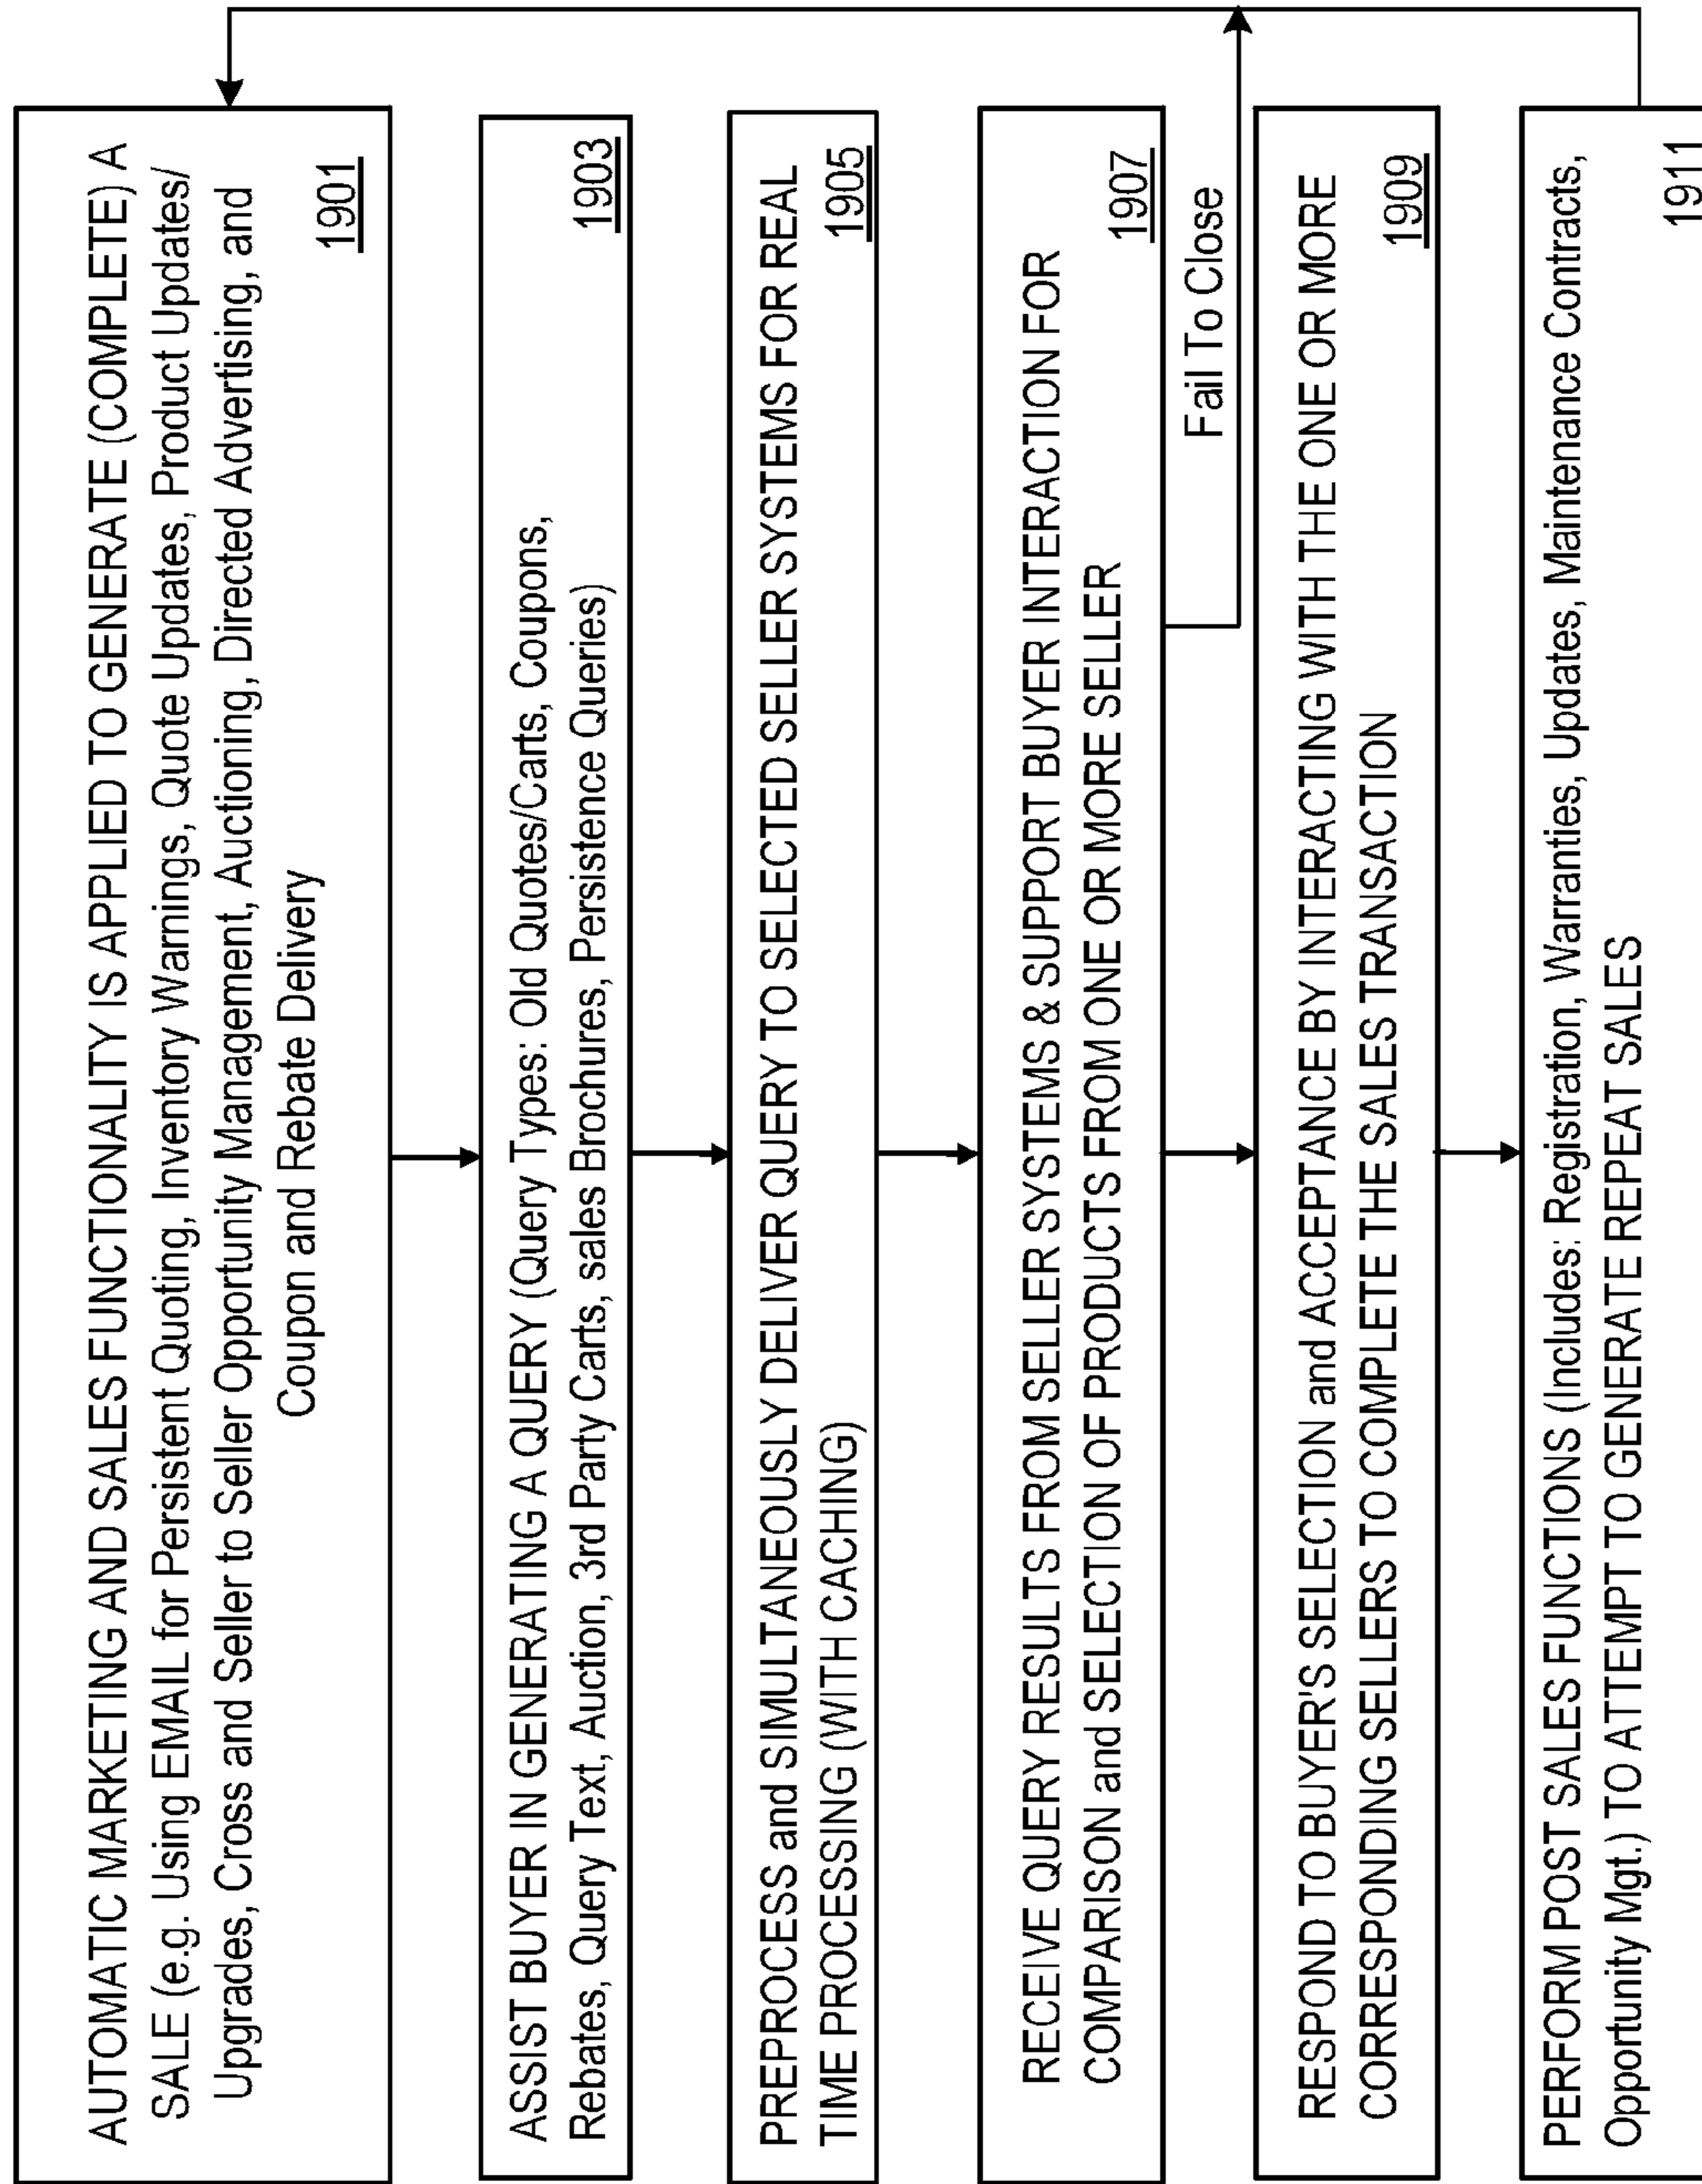 AUTOMATIC MARKETING AND SALES FUNCTIONALITY IS APPLIED TO GENERATE (COMPLETE) A
SALE (e.g. Using EMAIL for Persistent Quoting, Inventory Warnings, Quote Updates, Product Updates/
Upgrades, Cross and Seller to Seller Opportunity Management, Auctioning, Directed Advertising, and
Coupon and Rebate Delivery
1901
ASSIST BUYER IN GENERATING A QUERY (Query Types: Old Quotes/Carts, Coupons,
Rebates, Query Text, Auction, 3rd Party Carts, sales Brochures, Persistence Queries)
1903
PREPROCESS and SIMULTANEOUSLY DELIVER QUERY TO SELECTED SELLER SYSTEMS FOR REAL
TIME PROCESSING (WITH CACHING)
1905
RECEIVE QUERY RESULTS FROM SELLER SYSTEMS & SUPPORT BUYER INTERACTION FOR
COMPARISON and SELECTION OF PRODUCTS FROM ONE OR MORE SELLER
1907
Fail To Close
RESPOND TO BUYER'S SELECTION and ACCEPTANCE BY INTERACTING WITH THE ONE OR MORE
CORRESPONDING SELLERS TO COMPLETE THE SALES TRANSACTION
1909
PERFORM POST SALES FUNCTIONS (Includes: Registration, Warranties, Updates, Maintenance Contracts,
Opportunity Mgt.) TO ATTEMPT TO GENERATE REPEAT SALES
1911